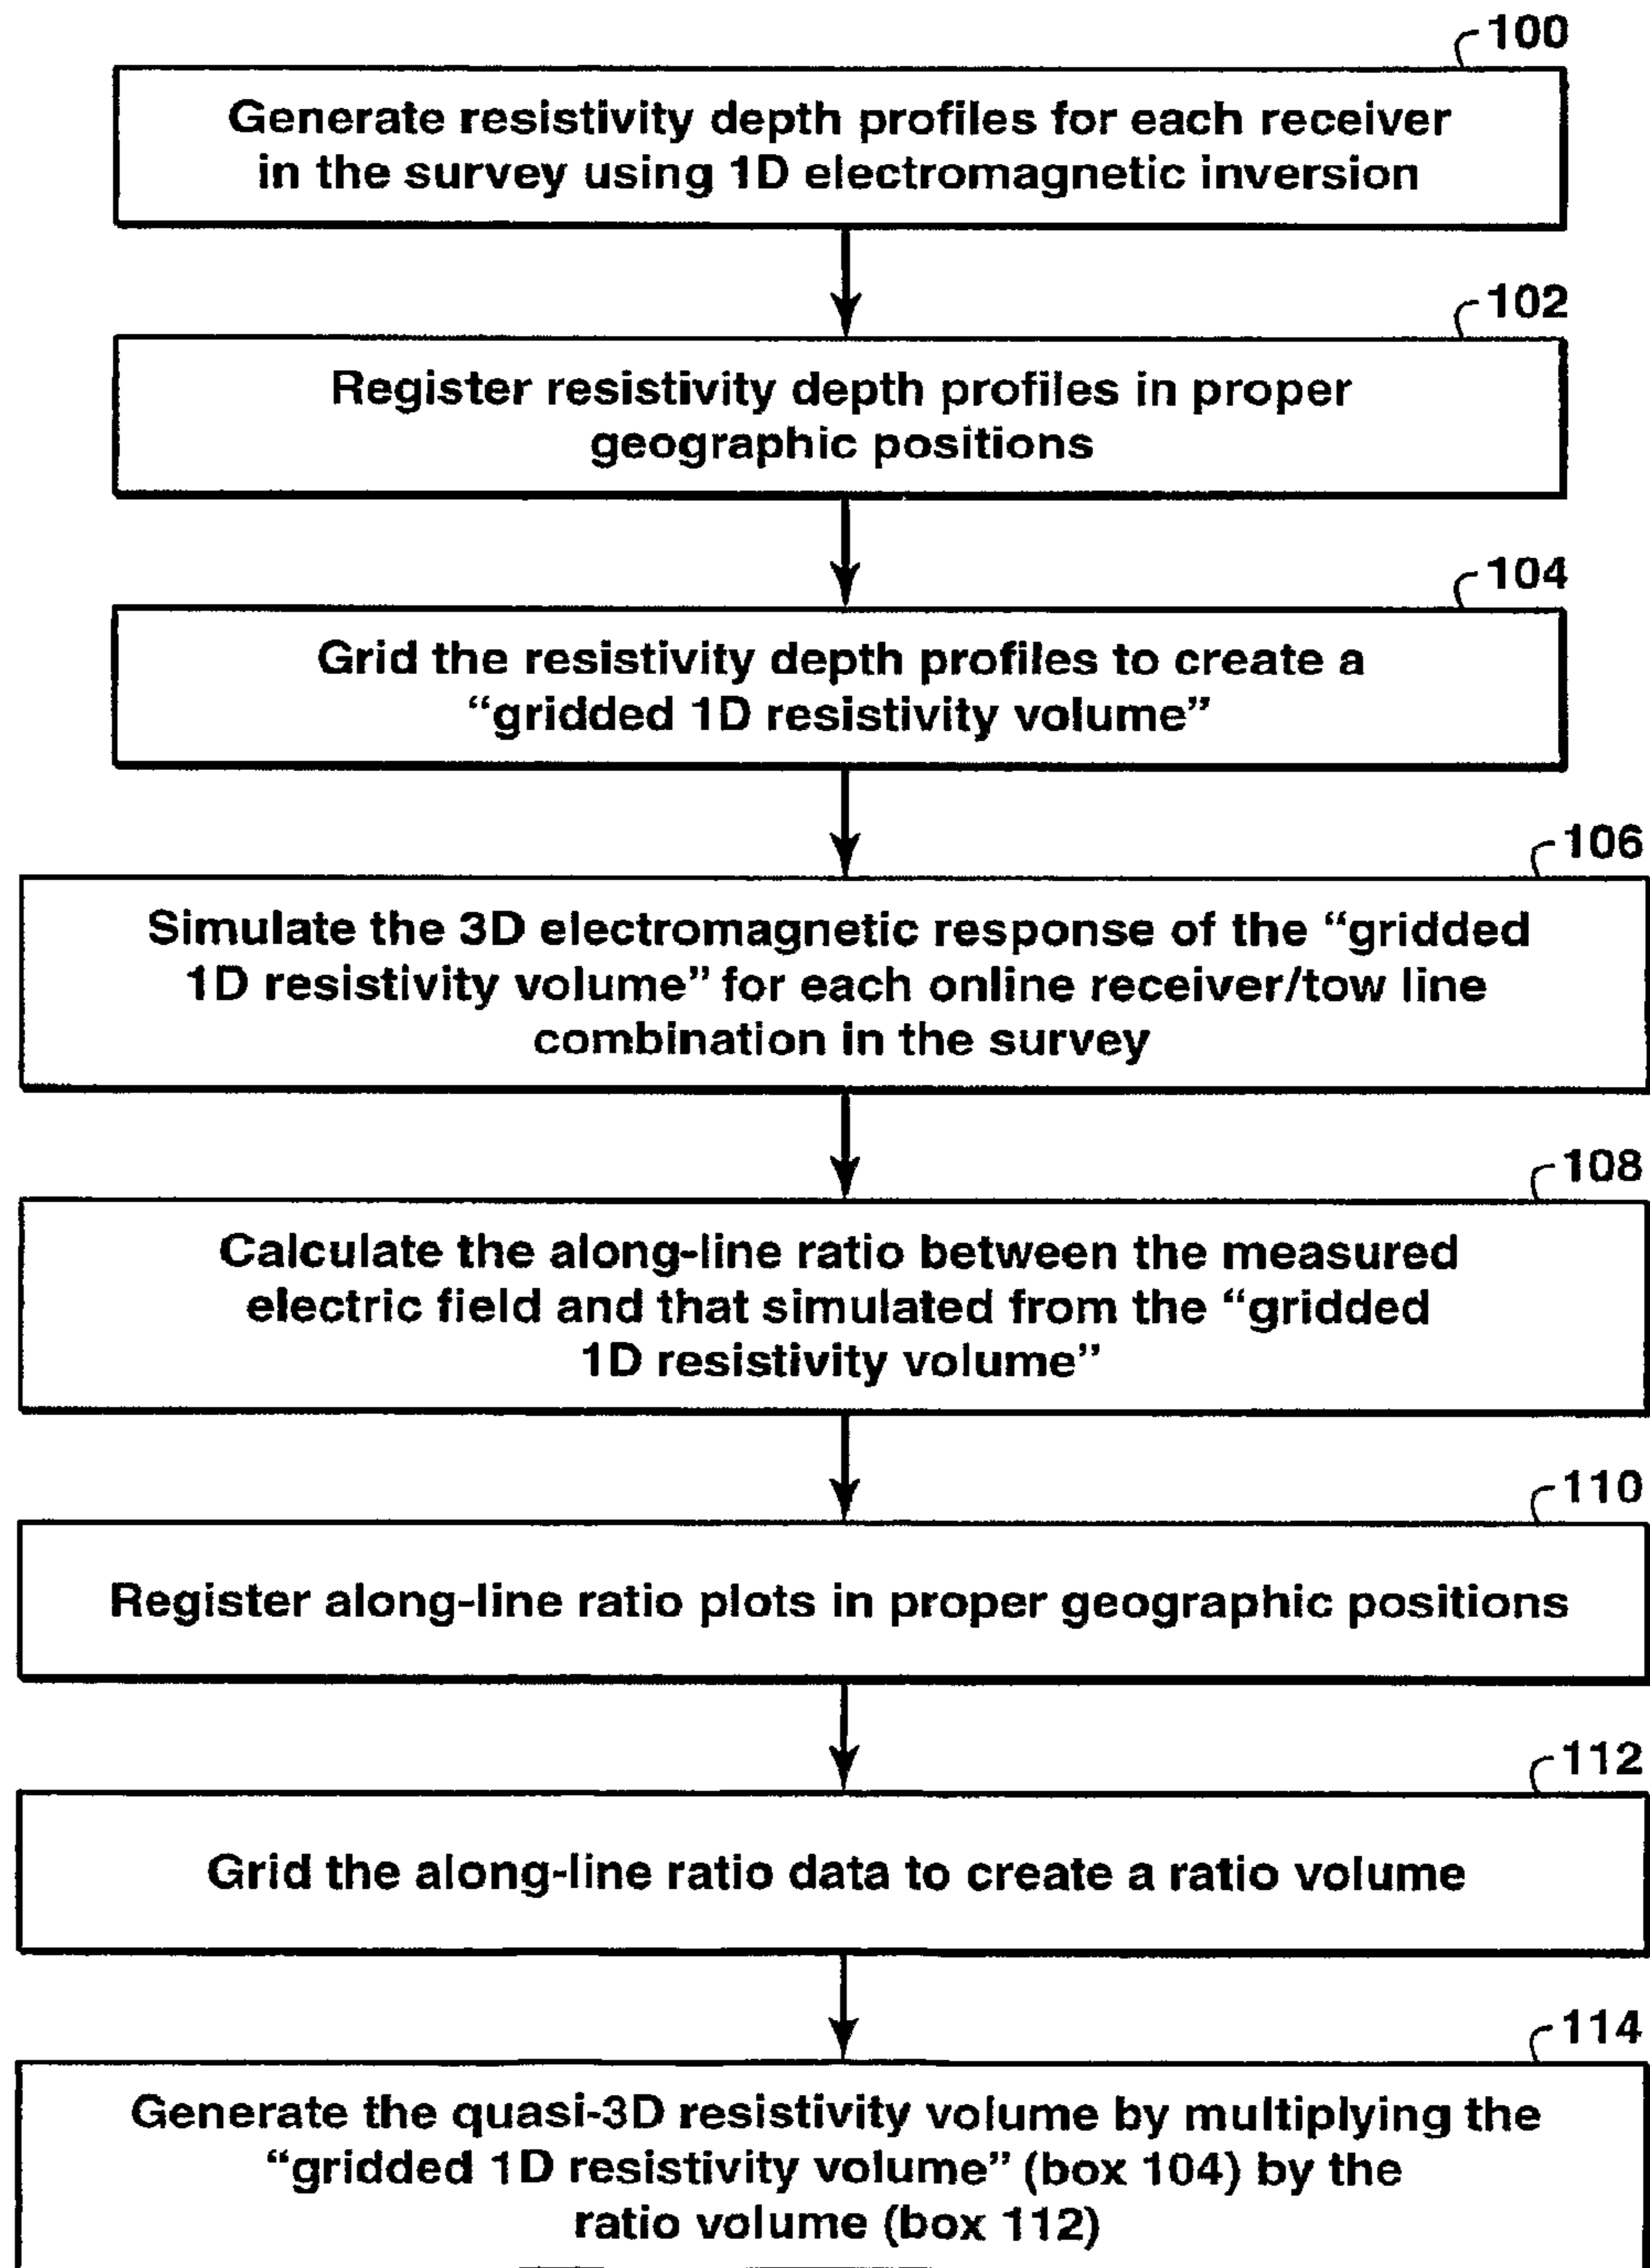 100
Generate resistivity depth profiles for each receiver
in the survey using 1D electromagnetic inversion
102
Register resistivity depth profiles in proper
geographic positions
104
Grid the resistivity depth profiles to create a
“gridded 1D resistivity volume”
106
Simulate the 3D electromagnetic response of the “gridded
1D resistivity volume” for each online receiver/tow line
combination in the survey
108
Calculate the along-line ratio between the measured
electric field and that simulated from the “gridded
1D resistivity volume”
110
Register along-line ratio plots in proper geographic positions
112
Grid the along-line ratio data to create a ratio volume
114
Generate the quasi-3D resistivity volume by multiplying the
“gridded 1D resistivity volume” (box 104) by the
ratio volume (box 112)